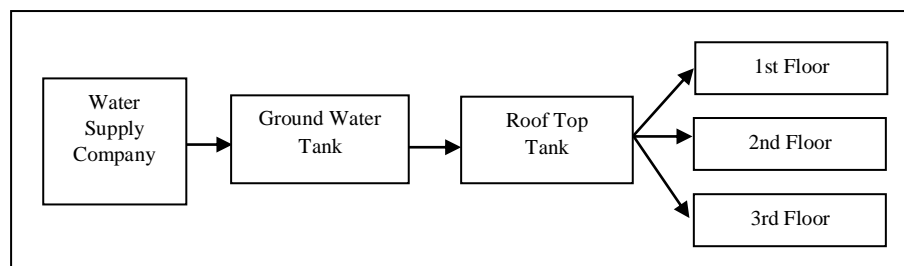 Water
Supply
Company
Ground Water
Tank
Roof Top
Tank
1st Floor
2nd Floor
3rd Floor